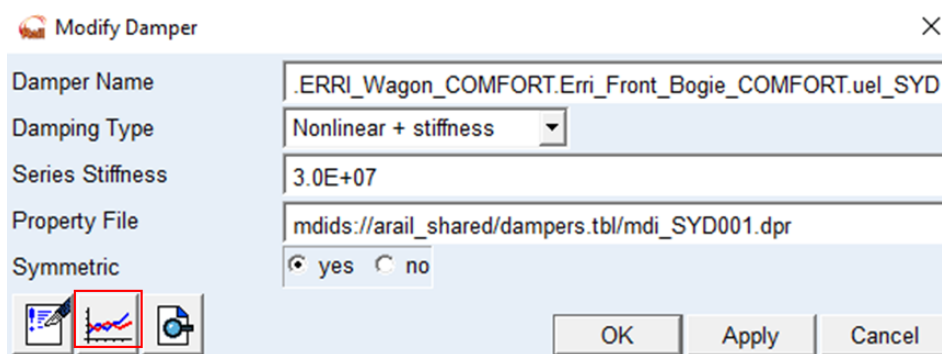 Modify Damper
Damper Name .ERRI_Wagon_COMFORT.Erri_Front_Bogie_COMFORT.uel_SYD
Damping Type Nonlinear + stiffness
Series Stiffness 3.0E+07
Property File mdids://arail_shared/dampers.tbl/mdi_SYD001.dpr
Symmetric yes no
OK Apply Cancel